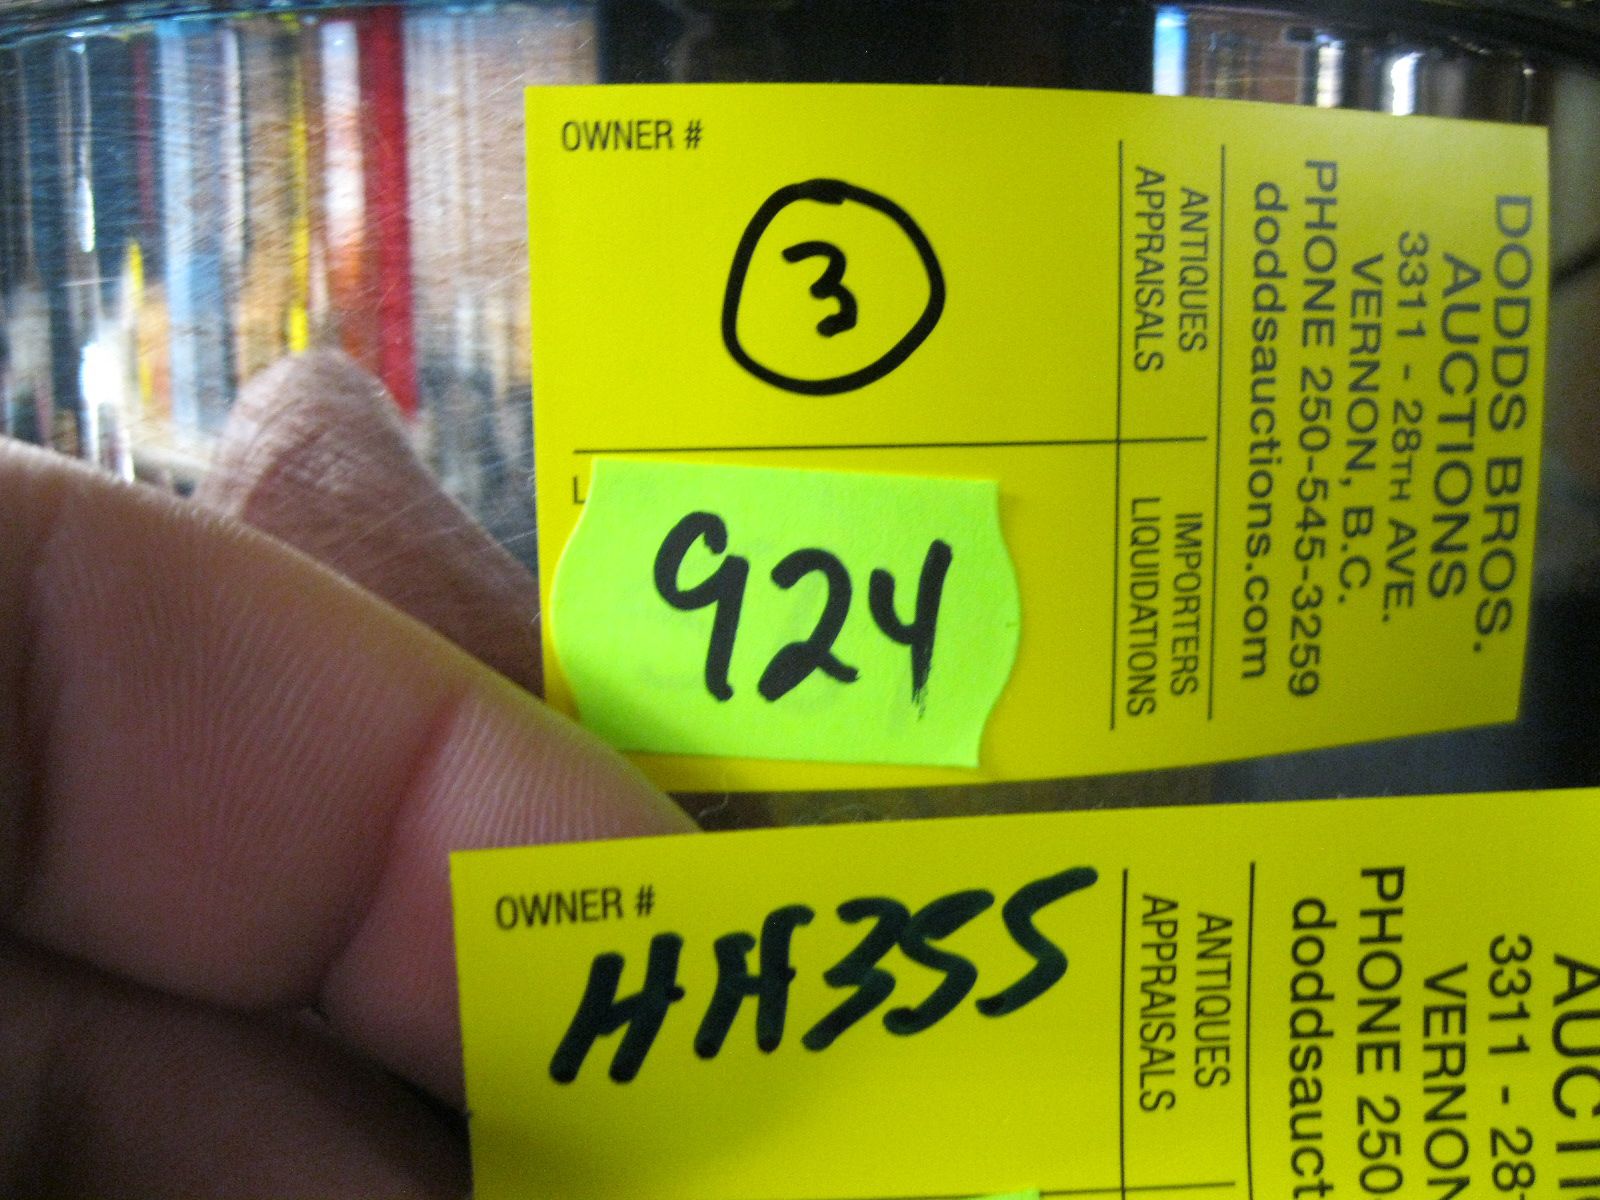 OWNER #
3
924
ANTIQUES
APPRAISALS
IMPORTERS
LIQUIDATIONS
DODDS BROS.
AUCTIONS
3311 - 28TH AVE.
VERNON, B.C.
PHONE 250-545-3259
doddsauctions.com
OWNER #
HH355
ANTIQUES
APPRAISALS
AUCTI
3311 - 28
VERNON
PHONE 250
doddsauct